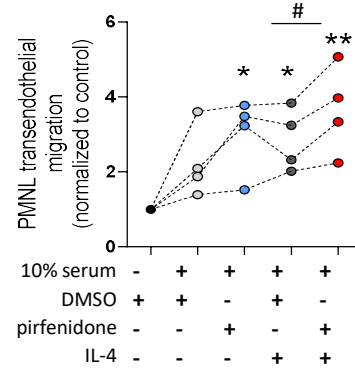 #
* * **
PMNL transendothelial
migration
(normalized to control)
6
4
2
0
10% serum - + + + +
DMSO + + - + -
pirfenidone - - + - +
IL-4 - - - + +